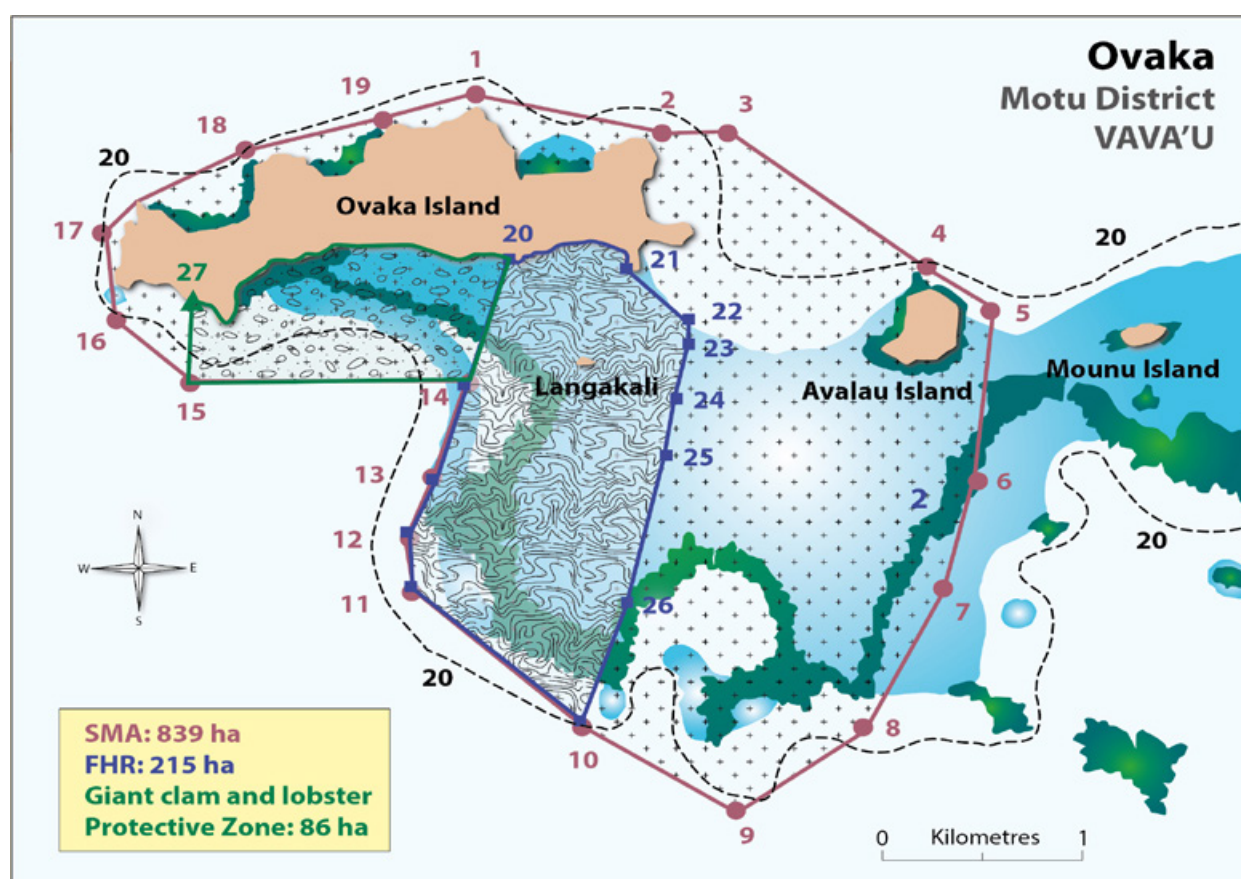 Ovaka
Motu District
VAVA'U
1
2
3
19
18
20
17
Ovaka Island
20
4
20
21
27
5
22
16
23
Mounu Island
15
14
Langakali
24
Avalau Island
25
13
6
2
12
20
N
W
E
S
11
26
7
20
8
10
9
SMA: 839 ha
FHR: 215 ha
Giant clam and lobster
Protective Zone: 86 ha
0 Kilometres 1